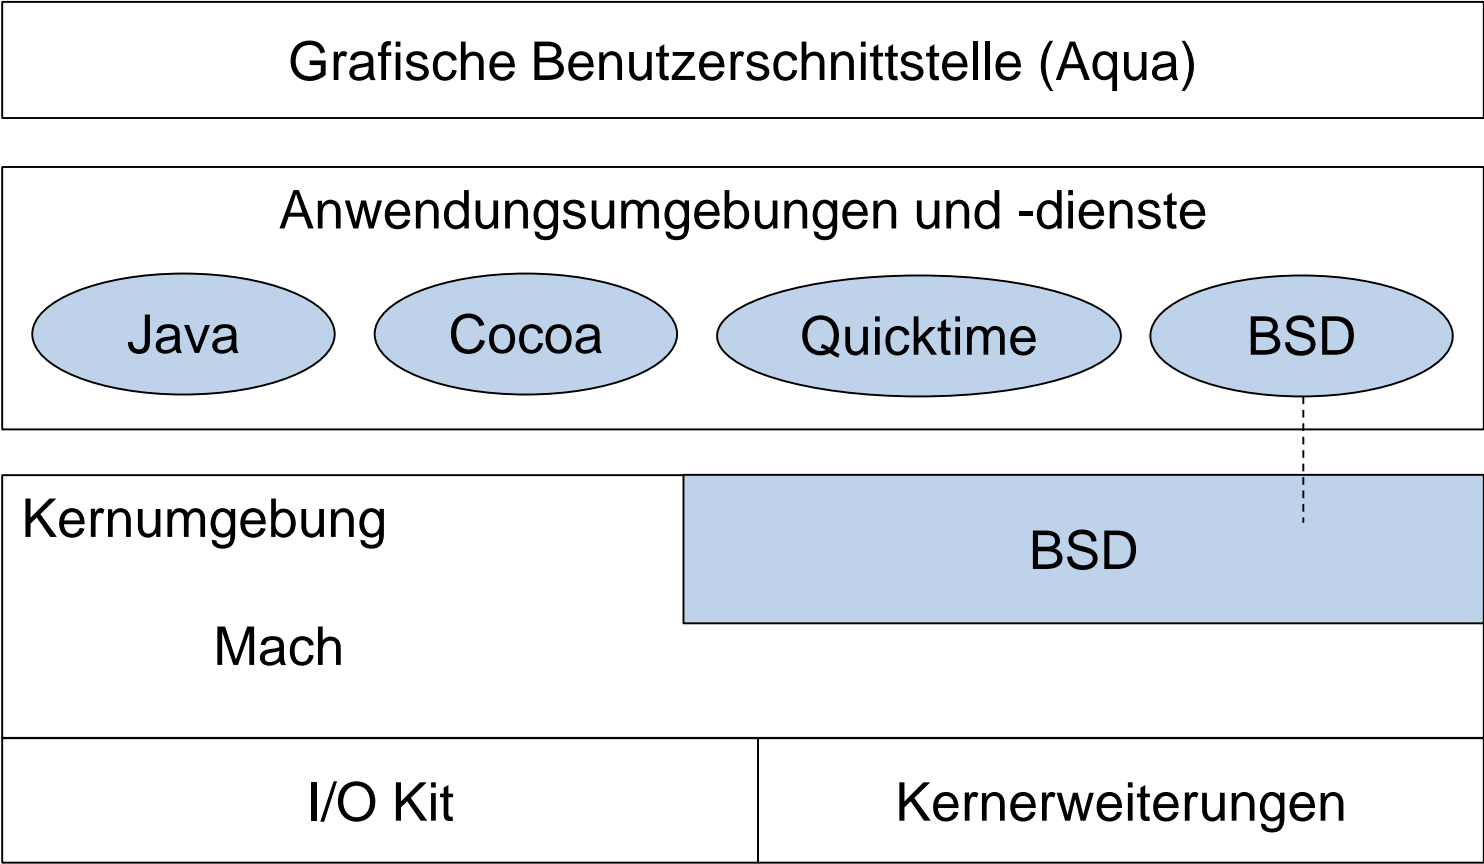 Grafische Benutzerschnittstelle (Aqua)
Anwendungsumgebungen und -dienste
Java
Cocoa
Quicktime
BSD
Kernumgebung
BSD
Mach
I/O Kit
Kernerweiterungen